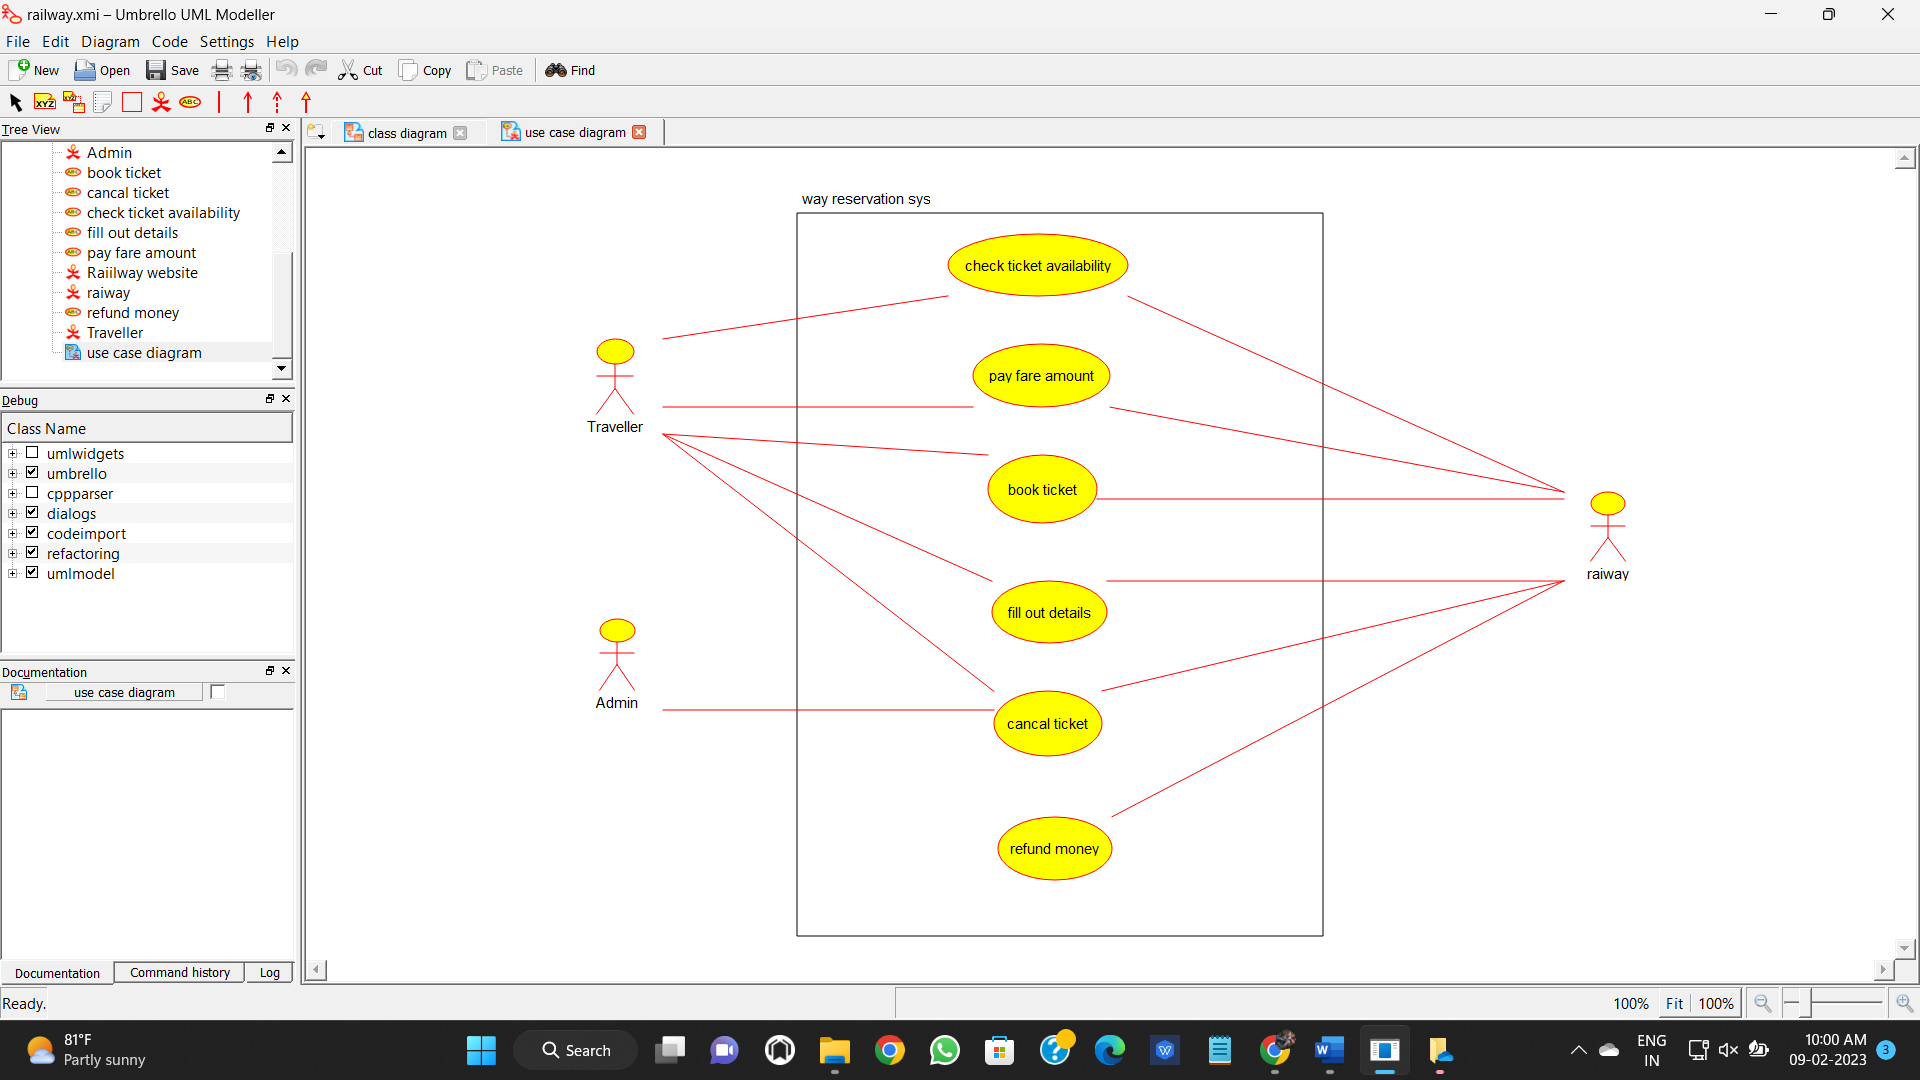 railway.xmi – Umbrello UML Modeller
File Edit Diagram Code Settings Help
New Open Save Cut Copy Paste Find
XYZ XYZ ABC
Tree View
class diagram
use case diagram
Admin
book ticket
cancal ticket
check ticket availability
fill out details
pay fare amount
Raiilway website
raiway
refund money
Traveller
use case diagram
Debug
Class Name
umlwidgets
umbrello
cppparser
dialogs
codeimport
refactoring
umlmodel
Documentation
use case diagram
Documentation Command history Log
way reservation sys
check ticket availability
pay fare amount
Traveller
book ticket
raiway
fill out details
Admin
cancal ticket
refund money
Ready.
100% Fit 100%
81°F
Partly sunny
Search
ENG
IN
10:00 AM
09-02-2023
3